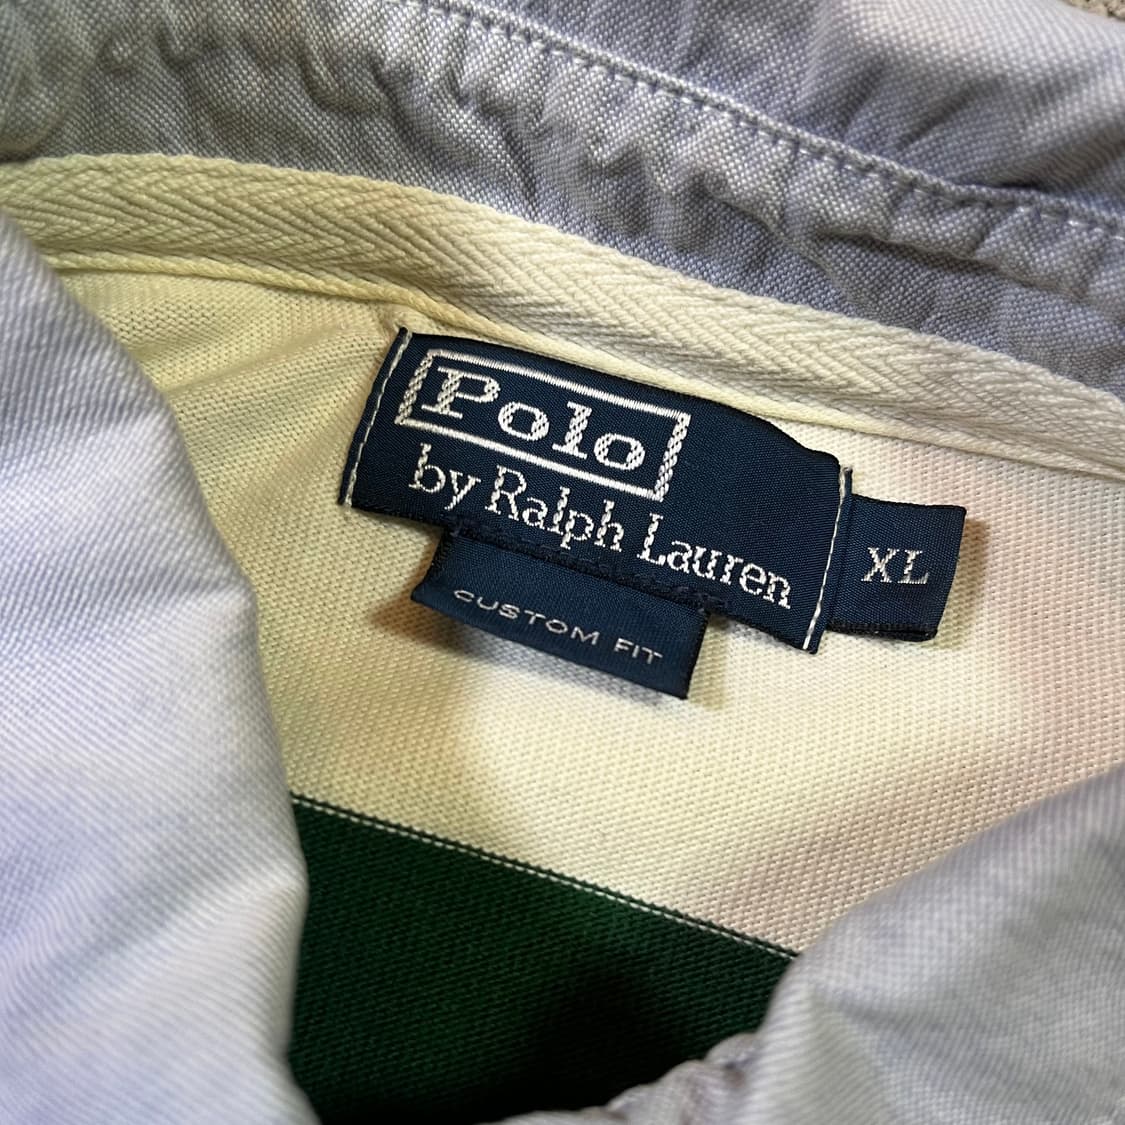 Polo
by Ralph Lauren
XL
CUSTOM FIT